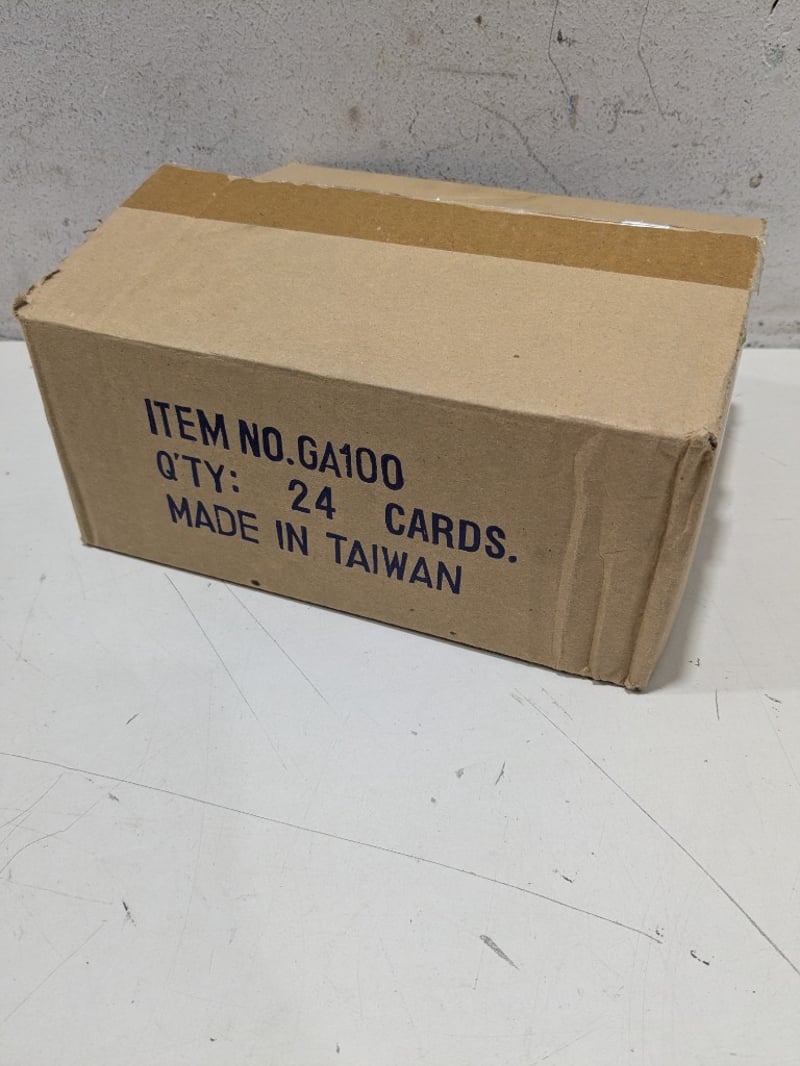 ITEM NO.GA100
Q'TY: 24 CARDS.
MADE IN TAIWAN